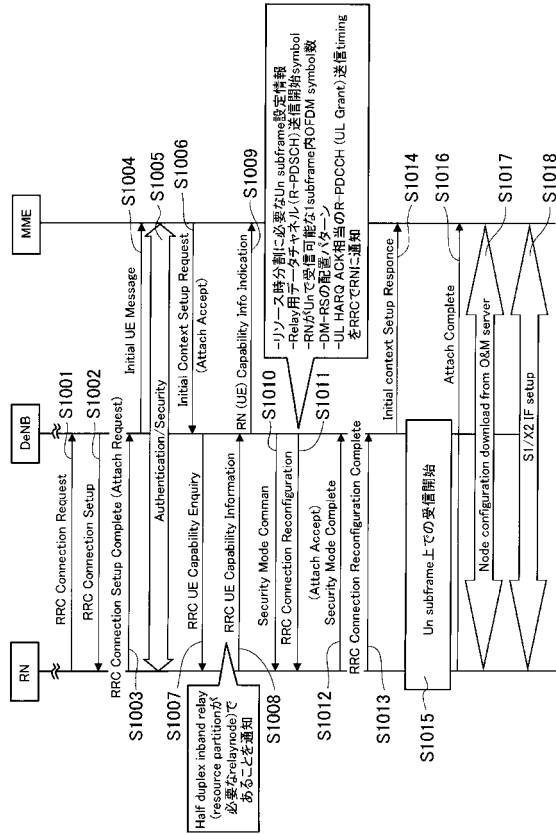 RN
DeNB
MME
RRC Connection Request
S1001
RRC Connection Setup
S1002
RRC Connection Setup Complete (Attach Request)
S1003
Initial UE Message
S1004
Authentication/Security
S1005
Initial Context Setup Request
(Attach Accept)
S1006
RRC UE Capability Enquiry
S1007
Half duplex inband relay
(resource partitionが
必要なrelaynode)で
あることを通知
RRC UE Capability Information
S1008
RN (UE) Capability Info Indication
S1009
Security Mode Comman
S1010
RRC Connection Reconfiguration
S1011
(Attach Accept)
-リソース時分割に必要なUn subframe設定情報
-Relay用データチャネル(R-PDSCH)送信開始symbol
-RNがUnで受信可能な1subframe内OFDM symbol数
-DM-RSの配置パターン
-UL HARQ ACK相当のR-PDCCH (UL Grant) 送信timing
をRRCでRNに通知
Security Mode Complete
S1012
RRC Connection Reconfiguration Complete
S1013
Initial context Setup Responce
S1014
Un subframe上での受信開始
S1015
Attach Complete
S1016
Node configuration download from O&M server
S1017
S1/X2 IF setup
S1018